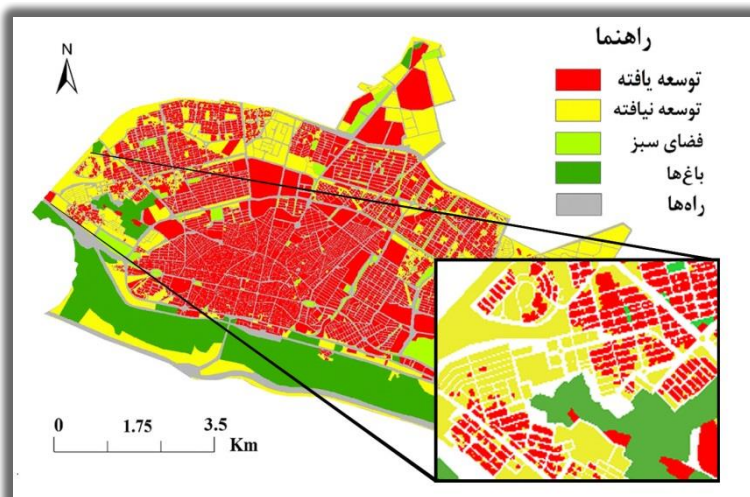 راهنما
توسعه یافته
توسعه نیافته
فضای سبز
باغ‌ها
راه‌ها
N
0 1.75 3.5
Km